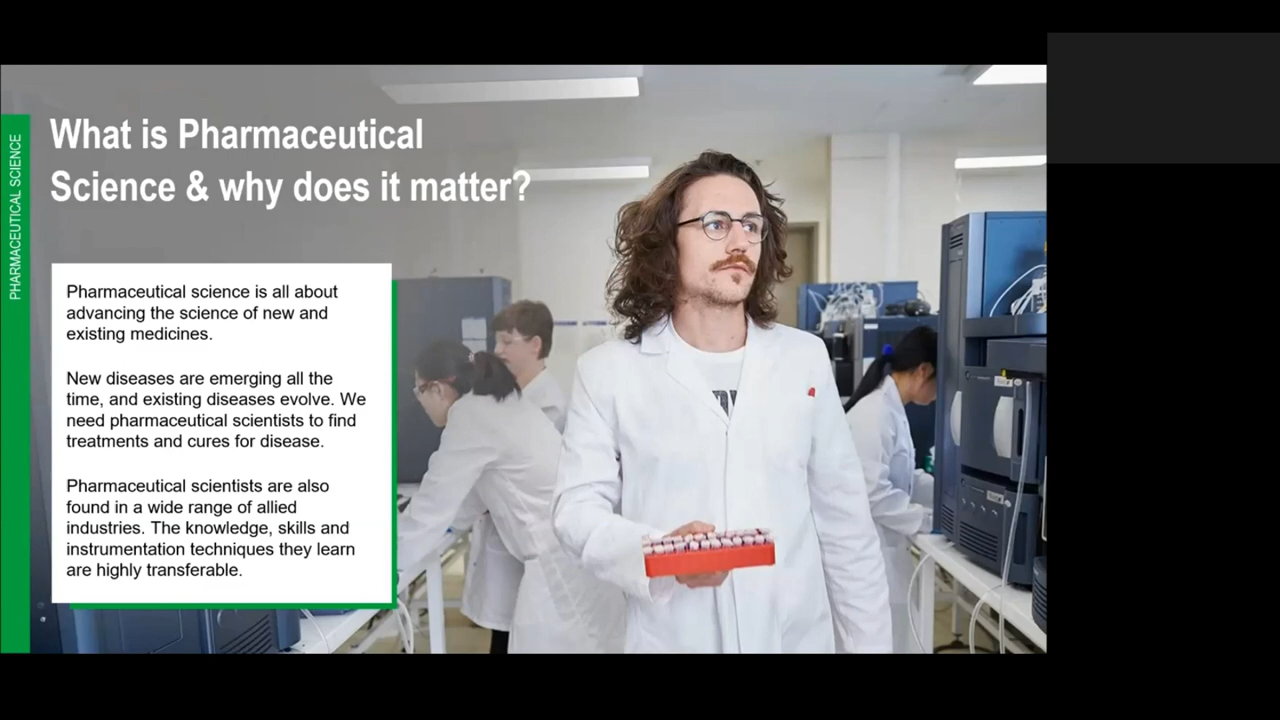 What is Pharmaceutical
Science & why does it matter?
PHARMACEUTICAL SCIENCE
Pharmaceutical science is all about
advancing the science of new and
existing medicines.
New diseases are emerging all the
time, and existing diseases evolve. We
need pharmaceutical scientists to find
treatments and cures for disease.
Pharmaceutical scientists are also
found in a wide range of allied
industries. The knowledge, skills and
instrumentation techniques they learn
are highly transferable.